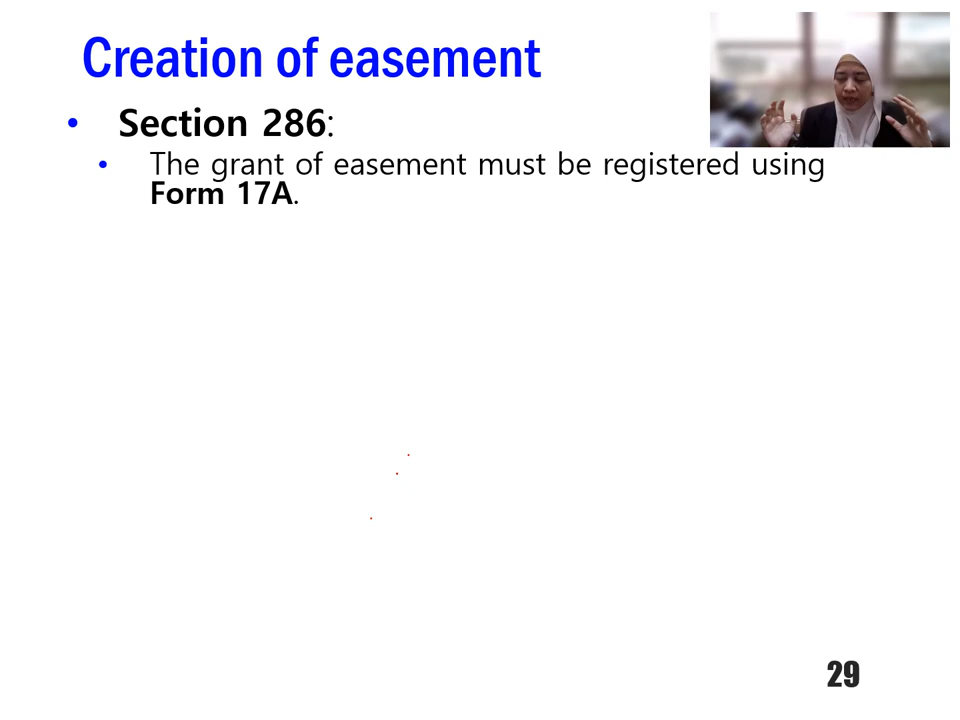 Creation of easement
• Section 286:
• The grant of easement must be registered using
Form 17A.
29